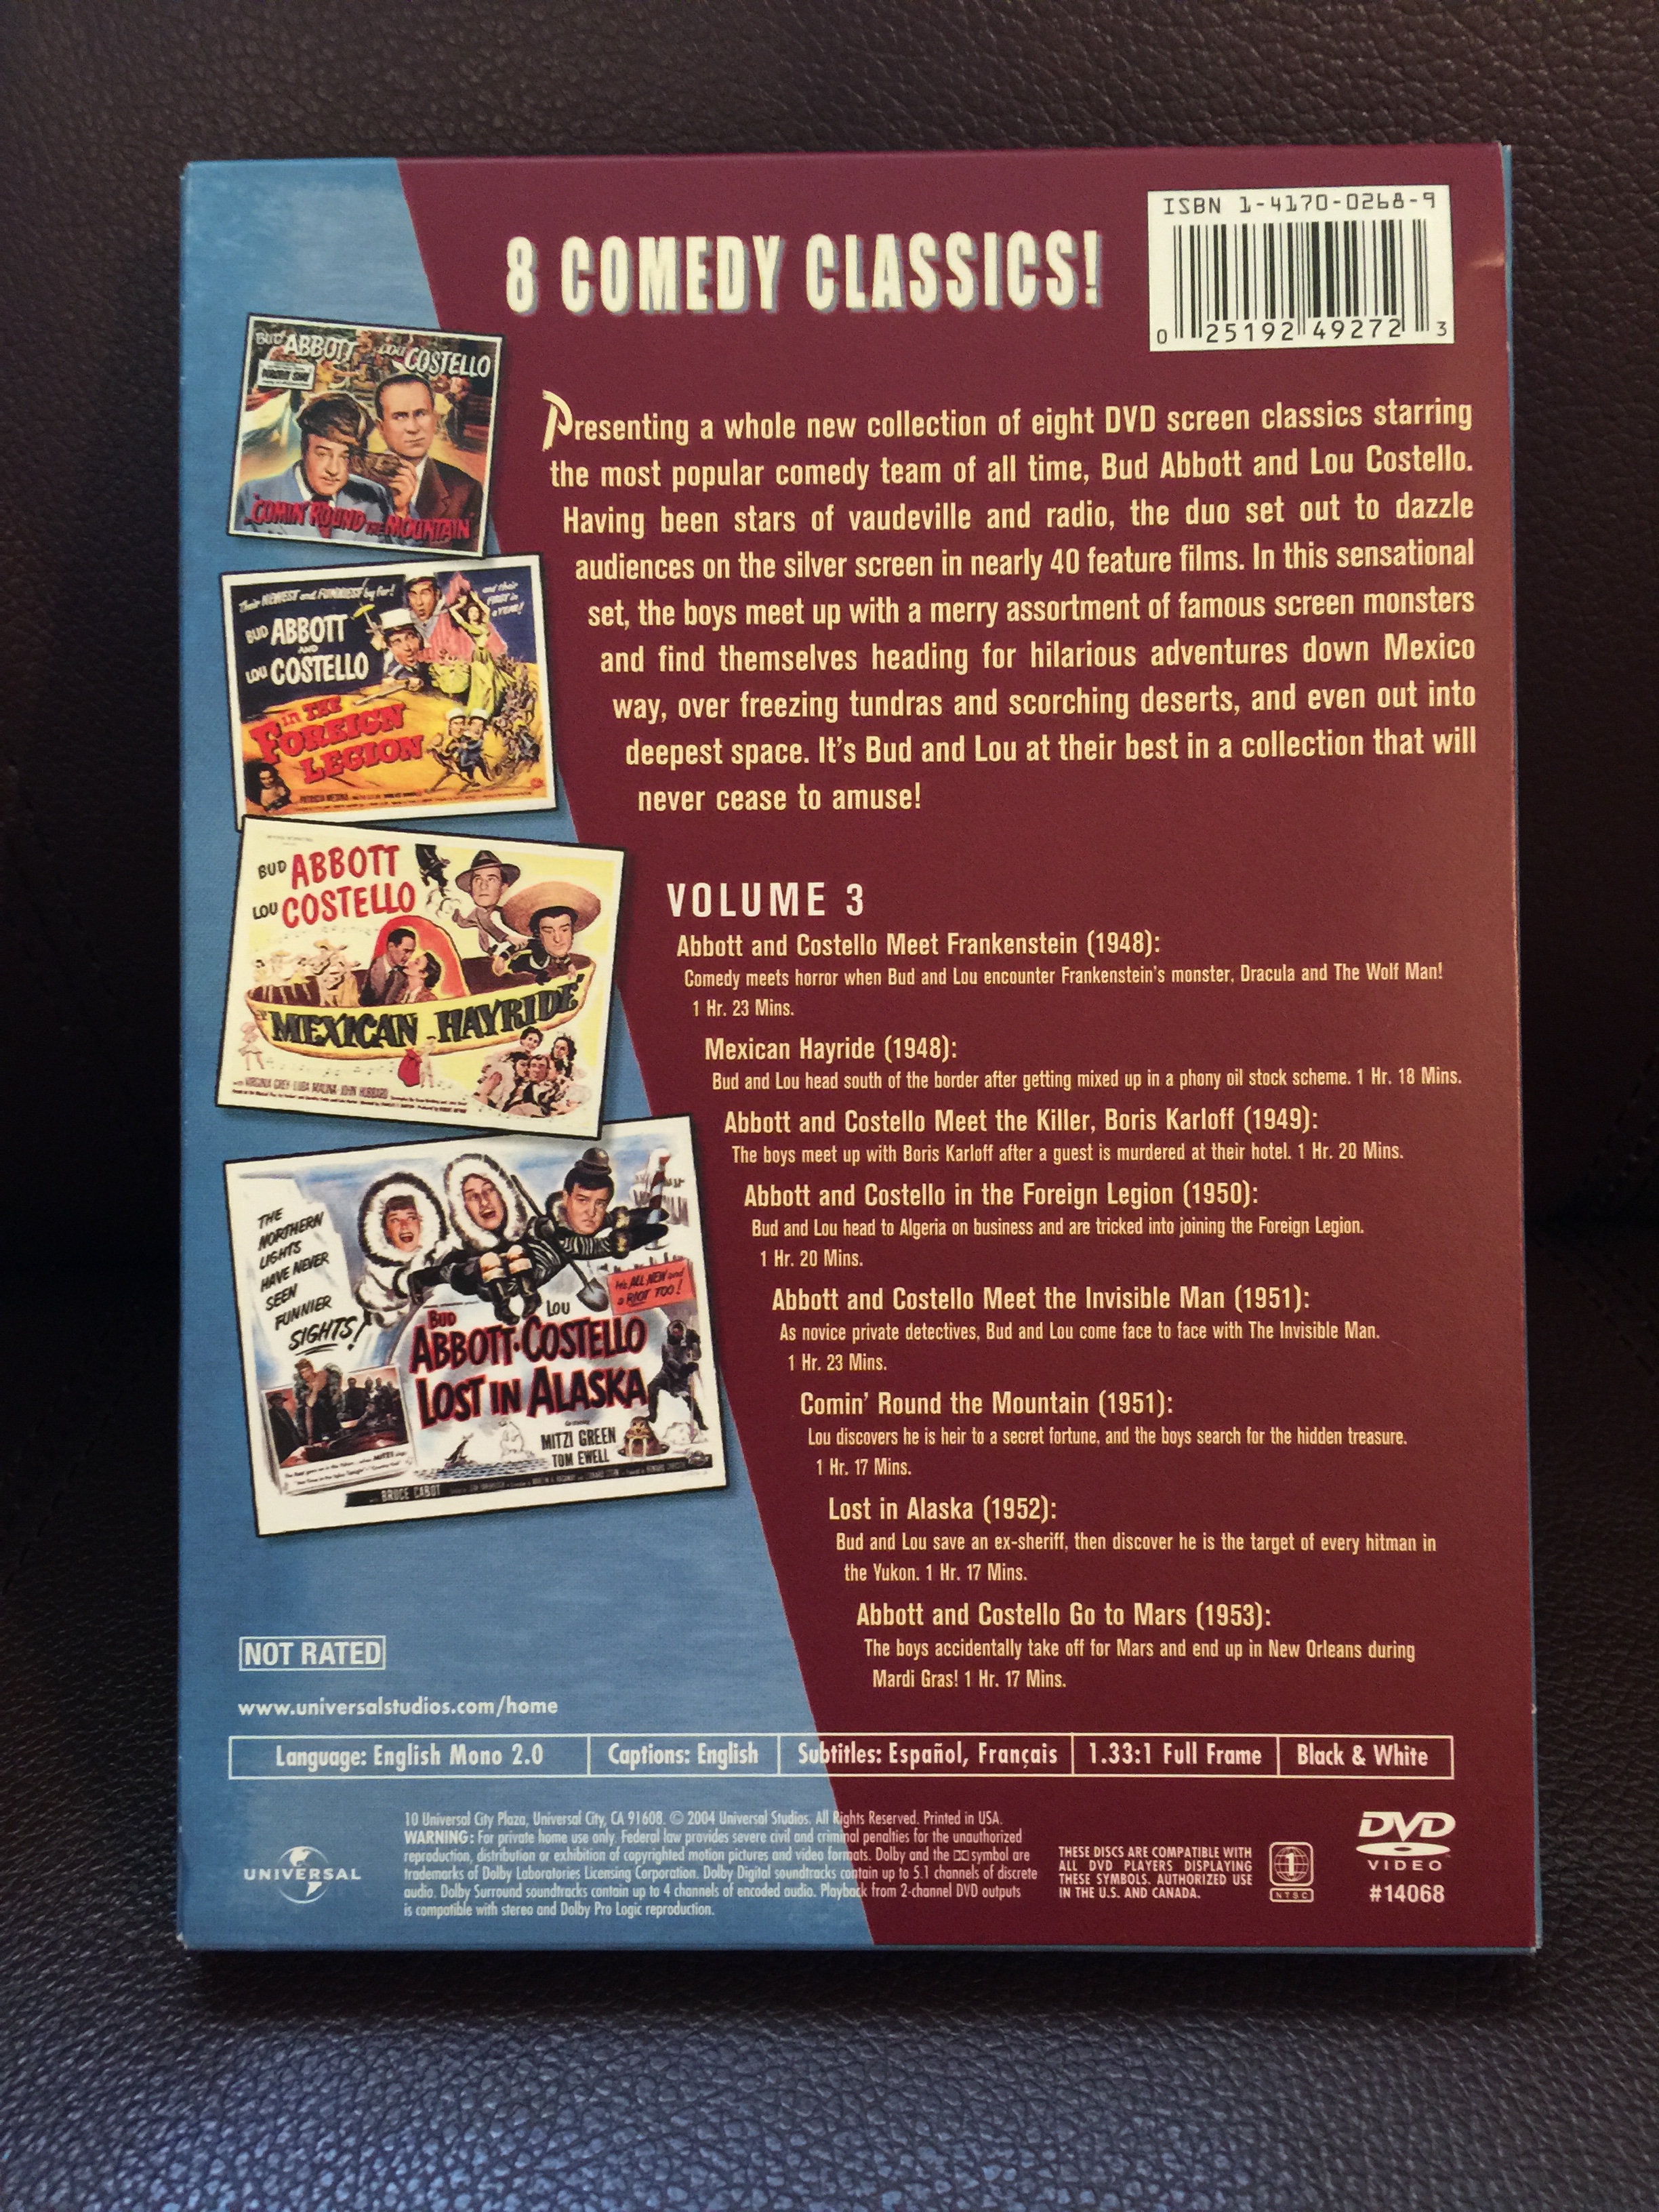 ISBN 1-4170-0268-9
0 25192 49272 3
8 COMEDY CLASSICS!
Presenting a whole new collection of eight DVD screen classics starring
the most popular comedy team of all time, Bud Abbott and Lou Costello.
Having been stars of vaudeville and radio, the duo set out to dazzle
audiences on the silver screen in nearly 40 feature films. In this sensational
set, the boys meet up with a merry assortment of famous screen monsters
and find themselves heading for hilarious adventures down Mexico
way, over freezing tundras and scorching deserts, and even out into
deepest space. It's Bud and Lou at their best in a collection that will
never cease to amuse!
BUD ABBOTT LOU COSTELLO
COMIN' ROUND THE MOUNTAIN
Their NEWEST and FUNNIEST by far!
and their
FIRST in
a YEAR!
BUD ABBOTT
AND
LOU COSTELLO
IN THE
FOREIGN
LEGION
PATRICIA MEDINA
BUD ABBOTT
LOU COSTELLO
MEXICAN HAYRIDE
with VIRGINIA GREY · LUBA MALINA · JOHN HUBBARD
THE
NORTHERN
LIGHTS
HAVE NEVER
SEEN
FUNNIER
SIGHTS!
It's ALL NEW and
a RIOT TOO!
BUD LOU
ABBOTT·COSTELLO
LOST IN ALASKA
MITZI GREEN
TOM EWELL
with BRUCE CABOT
VOLUME 3
Abbott and Costello Meet Frankenstein (1948):
Comedy meets horror when Bud and Lou encounter Frankenstein's monster, Dracula and The Wolf Man!
1 Hr. 23 Mins.
Mexican Hayride (1948):
Bud and Lou head south of the border after getting mixed up in a phony oil stock scheme. 1 Hr. 18 Mins.
Abbott and Costello Meet the Killer, Boris Karloff (1949):
The boys meet up with Boris Karloff after a guest is murdered at their hotel. 1 Hr. 20 Mins.
Abbott and Costello in the Foreign Legion (1950):
Bud and Lou head to Algeria on business and are tricked into joining the Foreign Legion.
1 Hr. 20 Mins.
Abbott and Costello Meet the Invisible Man (1951):
As novice private detectives, Bud and Lou come face to face with The Invisible Man.
1 Hr. 23 Mins.
Comin' Round the Mountain (1951):
Lou discovers he is heir to a secret fortune, and the boys search for the hidden treasure.
1 Hr. 17 Mins.
Lost in Alaska (1952):
Bud and Lou save an ex-sheriff, then discover he is the target of every hitman in
the Yukon. 1 Hr. 17 Mins.
Abbott and Costello Go to Mars (1953):
The boys accidentally take off for Mars and end up in New Orleans during
Mardi Gras! 1 Hr. 17 Mins.
NOT RATED
www.universalstudios.com/home
Language: English Mono 2.0 Captions: English Subtitles: Español, Français 1.33:1 Full Frame Black & White
10 Universal City Plaza, Universal City, CA 91608. © 2004 Universal Studios. All Rights Reserved. Printed in USA.
WARNING: For private home use only. Federal law provides severe civil and criminal penalties for the unauthorized
reproduction, distribution or exhibition of copyrighted motion pictures and video formats. Dolby and the symbol are
trademarks of Dolby Laboratories Licensing Corporation. Dolby Digital soundtracks contain up to 5.1 channels of discrete
audio. Dolby Surround soundtracks contain up to 4 channels of encoded audio. Playback from 2-channel DVD outputs
is compatible with stereo and Dolby Pro Logic reproduction.
UNIVERSAL
THESE DISCS ARE COMPATIBLE WITH
ALL DVD PLAYERS DISPLAYING
THESE SYMBOLS. AUTHORIZED USE
IN THE U.S. AND CANADA.
1
NTSC
DVD
VIDEO
#14068